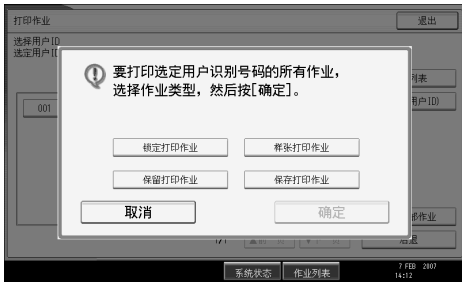 打印作业
退出
选择用户ID
选定用户ID
要打印选定用户识别号码的所有作业，
选择作业类型，然后按[确定]。
列表
001
用户ID)
锁定打印作业
样张打印作业
保留打印作业
保存打印作业
取消
确定
部作业
1/1
后退
系统状态
作业列表
7 FEB 2007
14:12